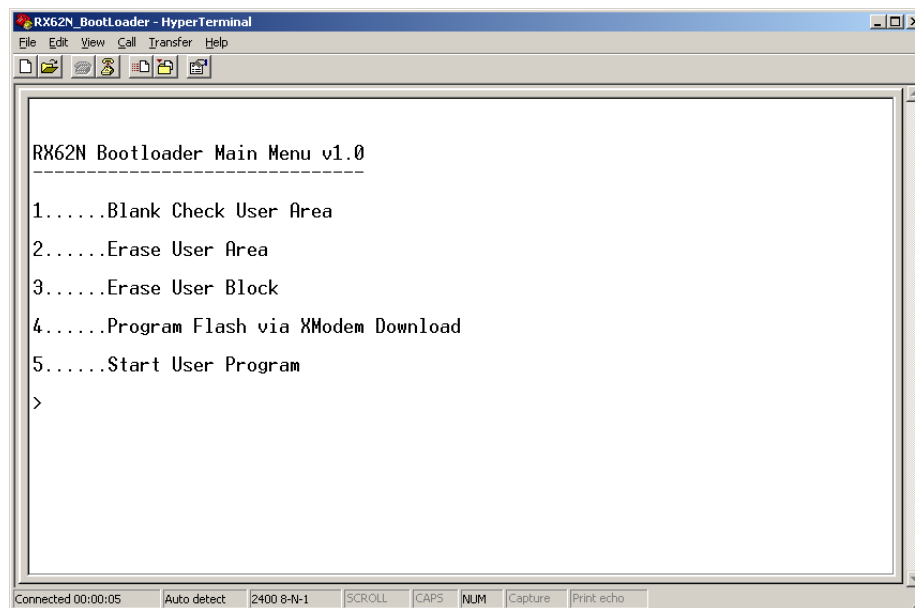 RX62N_BootLoader - HyperTerminal
File Edit View Call Transfer Help
RX62N Bootloader Main Menu v1.0
-------------------------------
1......Blank Check User Area
2......Erase User Area
3......Erase User Block
4......Program Flash via XModem Download
5......Start User Program
>
Connected 00:00:05 Auto detect 2400 8-N-1 SCROLL CAPS NUM Capture Print echo